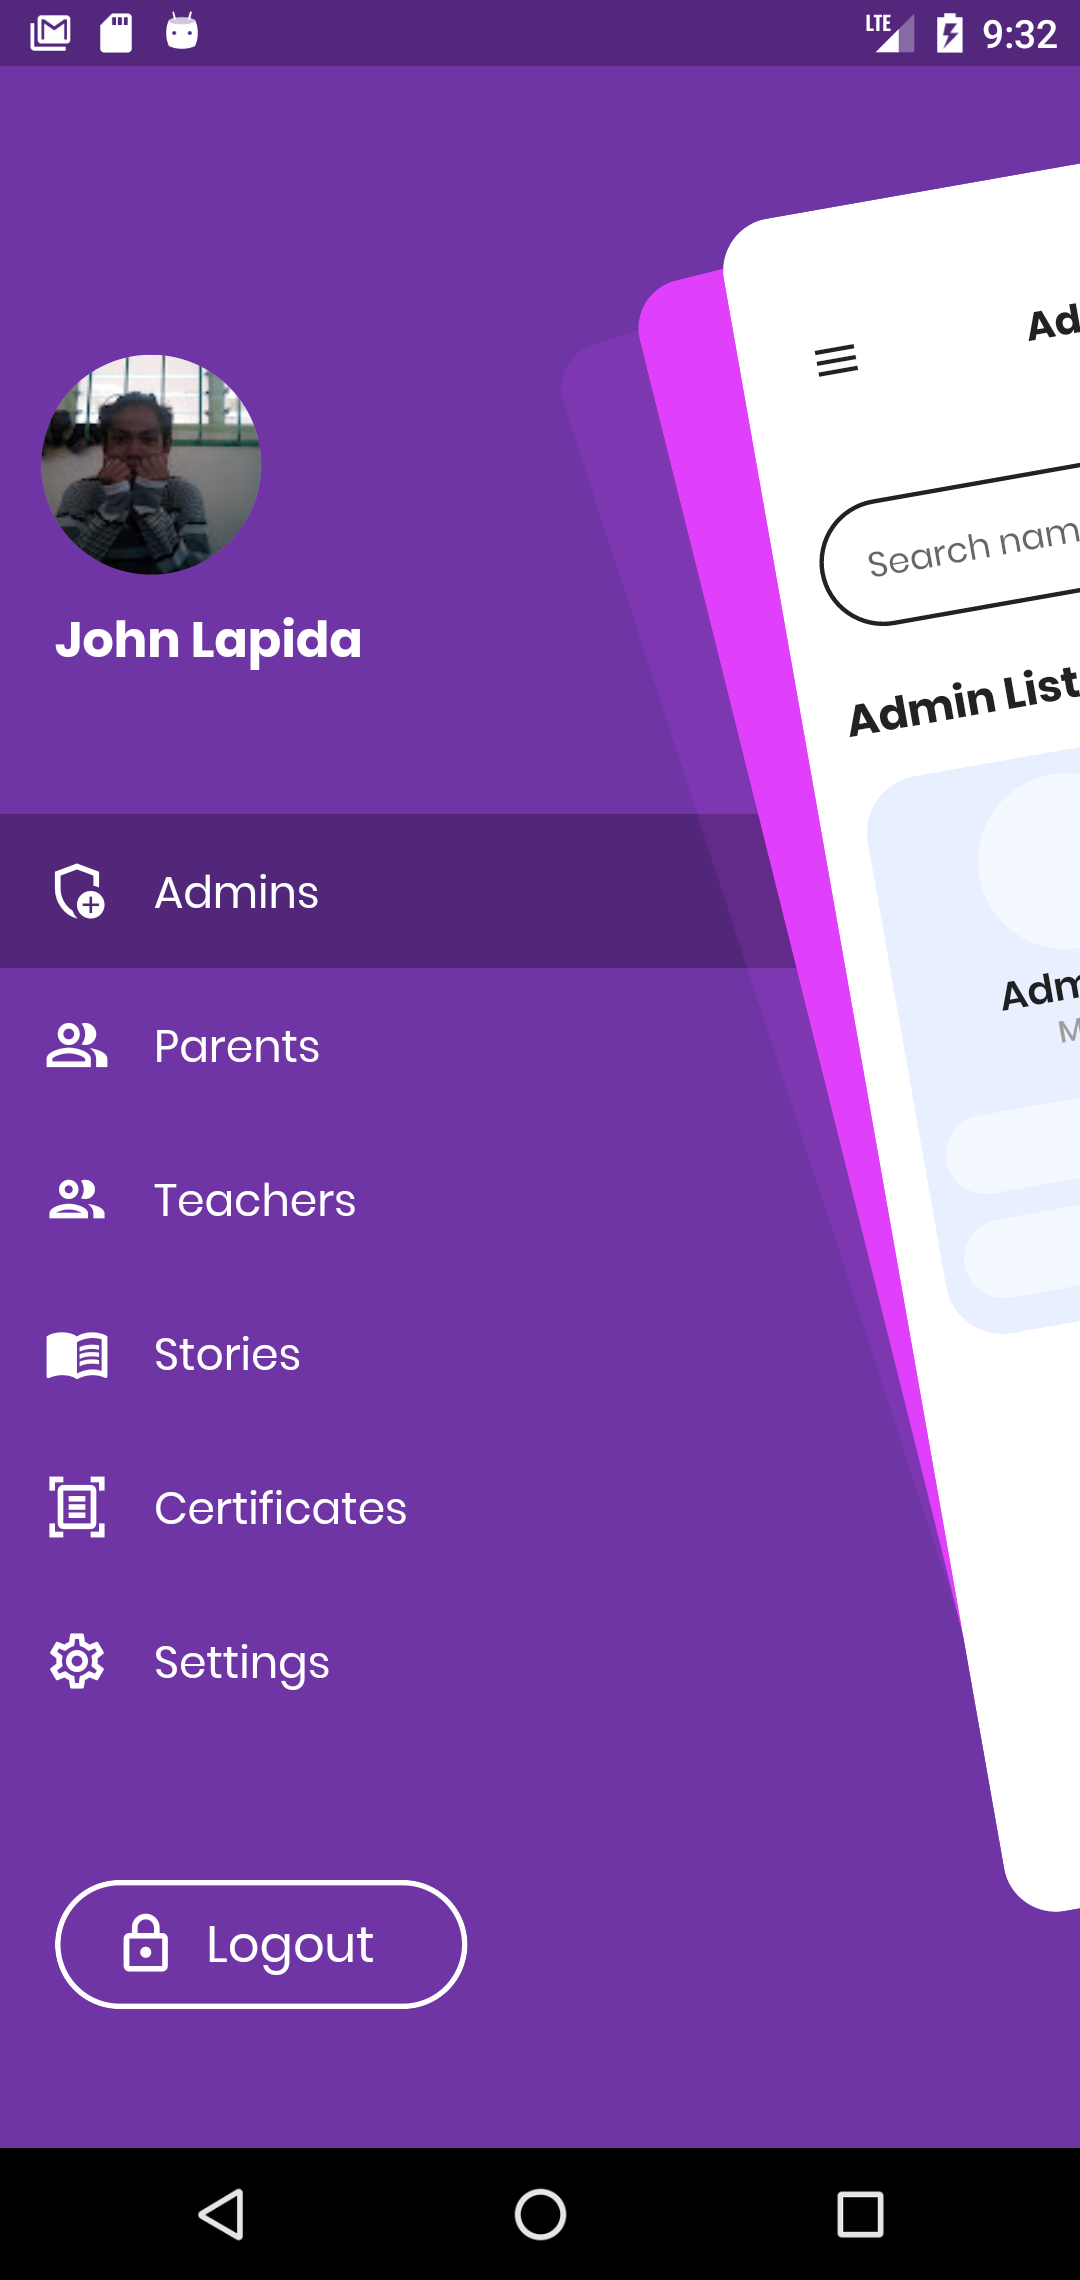 LTE 9:32
Ad
Search nam
Admin List
Adm
M
John Lapida
Admins
Parents
Teachers
Stories
Certificates
Settings
Logout